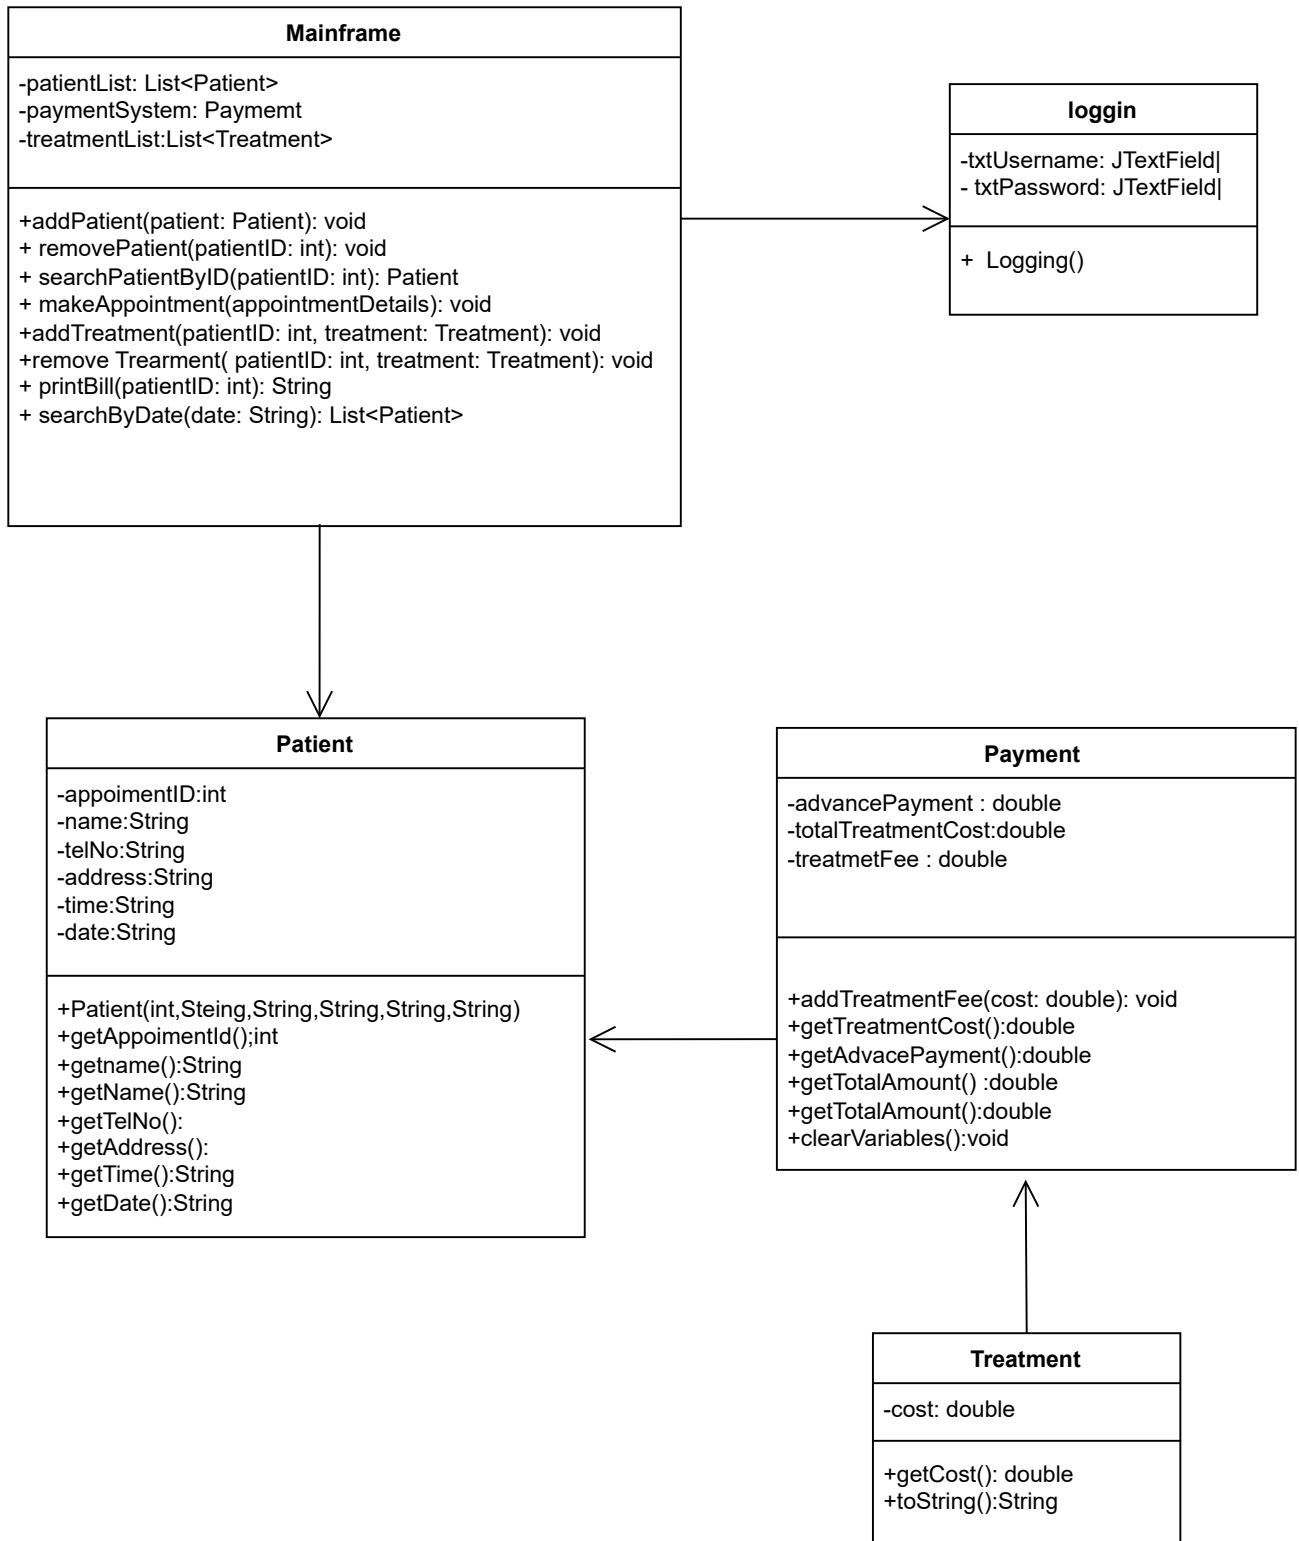 Mainframe
-patientList: List<Patient>
-paymentSystem: Paymemt
-treatmentList:List<Treatment>
+addPatient(patient: Patient): void
+ removePatient(patientID: int): void
+ searchPatientByID(patientID: int): Patient
+ makeAppointment(appointmentDetails): void
+addTreatment(patientID: int, treatment: Treatment): void
+remove Trearment( patientID: int, treatment: Treatment): void
+ printBill(patientID: int): String
+ searchByDate(date: String): List<Patient>
loggin
-txtUsername: JTextField|
- txtPassword: JTextField|
+  Logging()
Patient
-appoimentID:int
-name:String
-telNo:String
-address:String
-time:String
-date:String
+Patient(int,Steing,String,String,String,String)
+getAppoimentId();int
+getname():String
+getName():String
+getTelNo():
+getAddress():
+getTime():String
+getDate():String
Payment
-advancePayment : double
-totalTreatmentCost:double
-treatmetFee : double
+addTreatmentFee(cost: double): void
+getTreatmentCost():double
+getAdvacePayment():double
+getTotalAmount() :double
+getTotalAmount():double
+clearVariables():void
Treatment
-cost: double
+getCost(): double
+toString():String